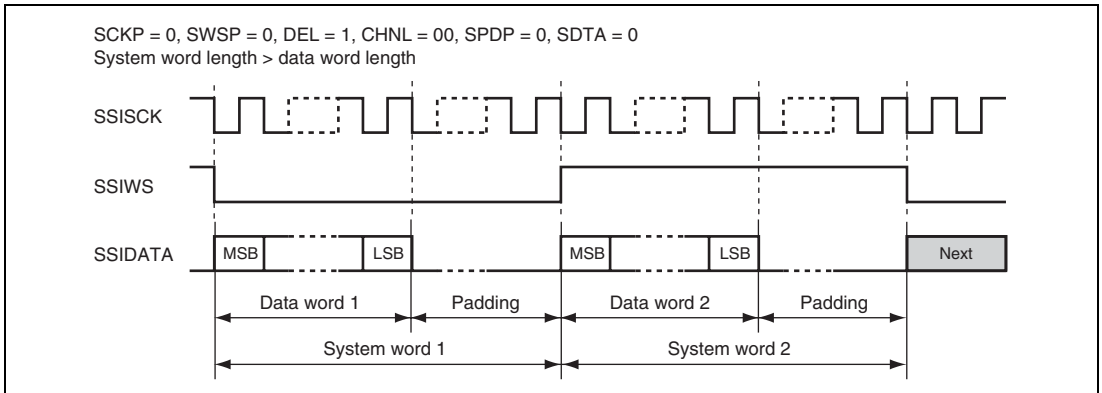 SCKP = 0, SWSP = 0, DEL = 1, CHNL = 00, SPDP = 0, SDTA = 0
System word length > data word length
SSISCK
SSIWS
SSIDATA MSB LSB MSB LSB Next
Data word 1 Padding Data word 2 Padding
System word 1 System word 2